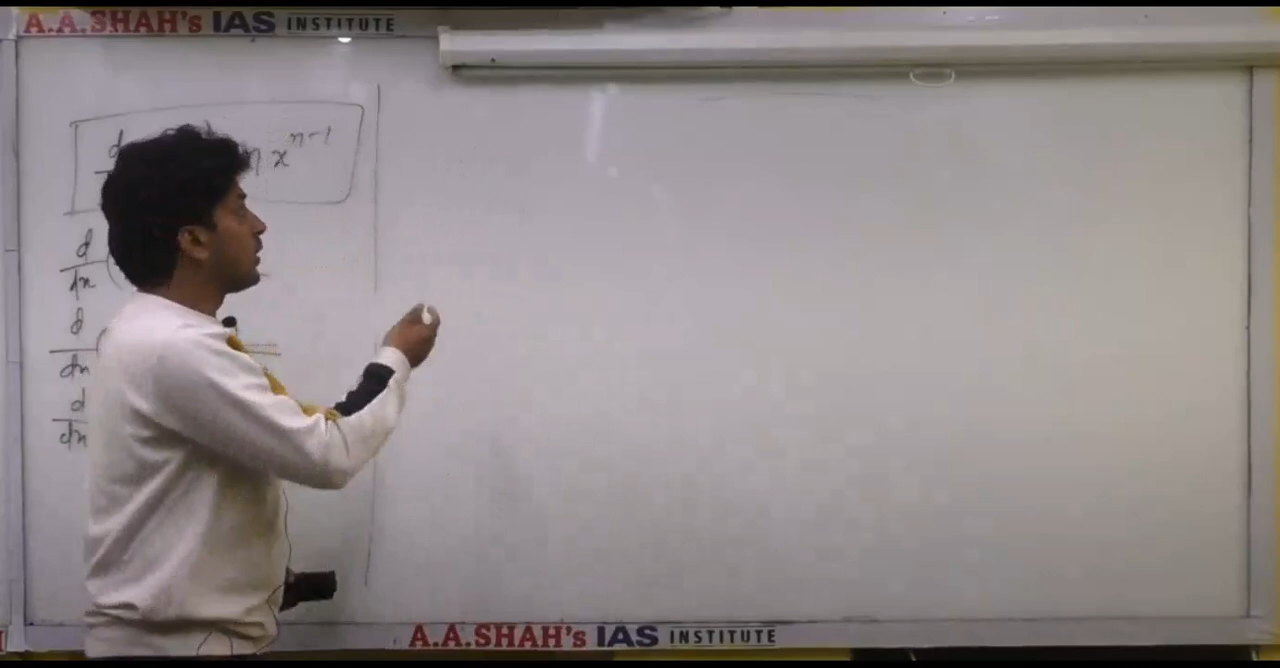 A.A.SHAH's IAS INSTITUTE
n x^{n-1}
d/dx (
d/dx (
d/dx
A.A.SHAH's IAS INSTITUTE